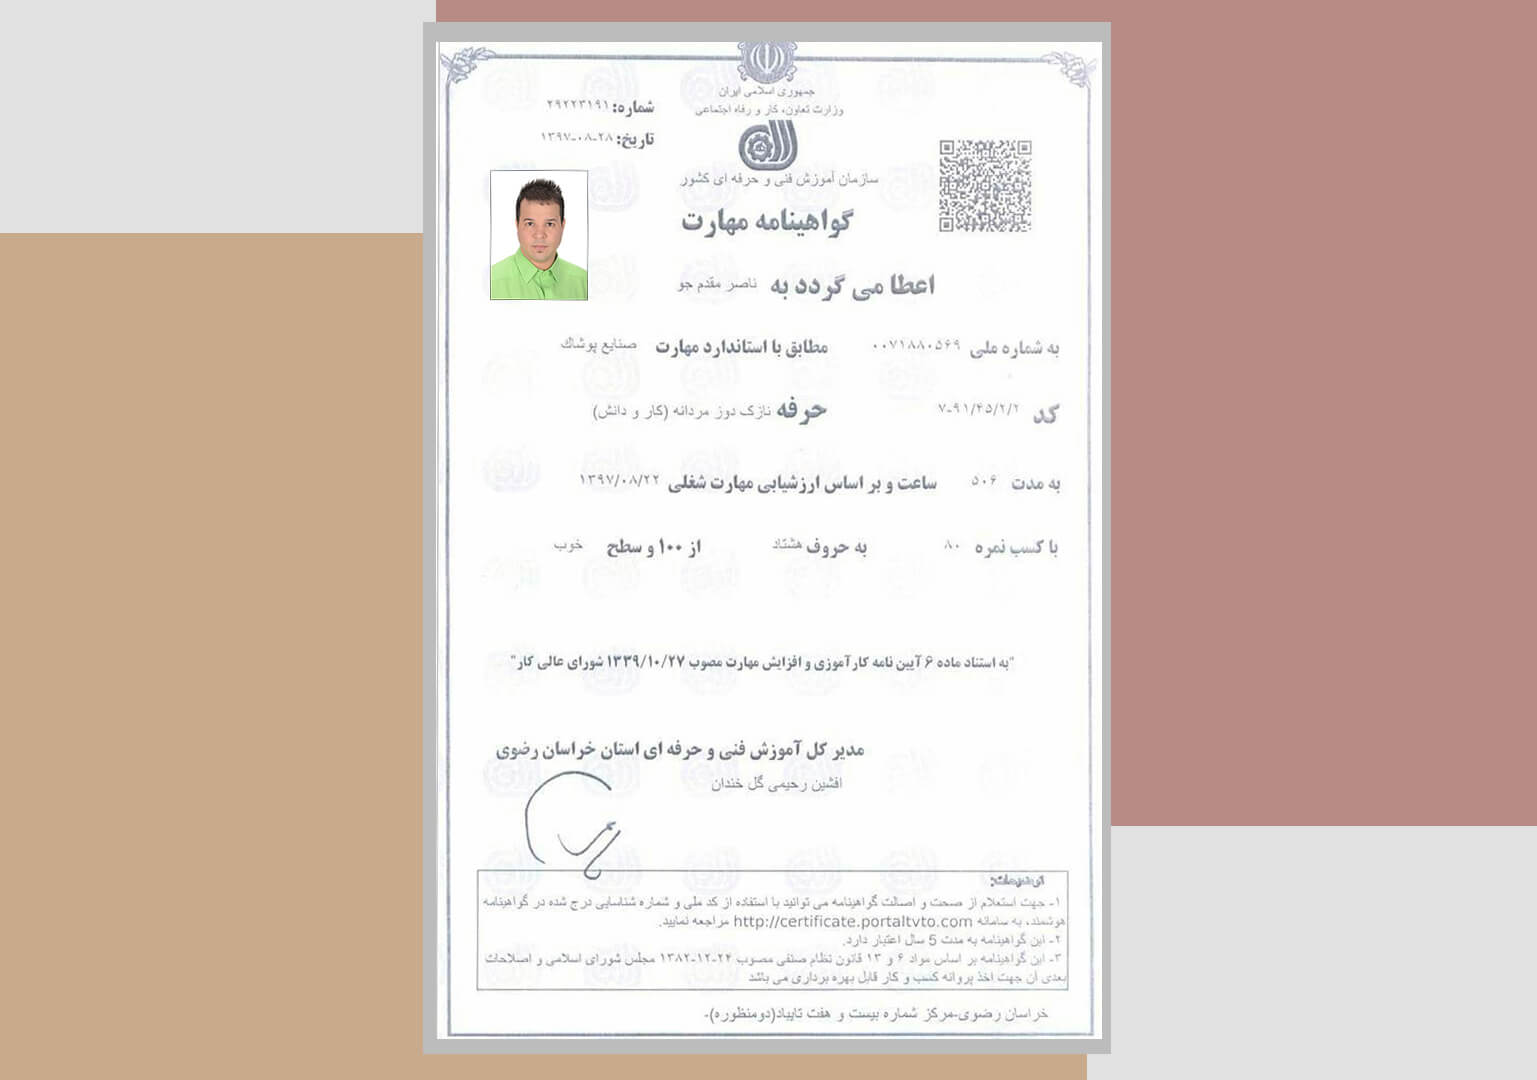 جمهوری اسلامی ایران
وزارت تعاون، کار و رفاه اجتماعی
شماره: ۲۹۲۲۳۱۹۱
تاریخ: ۱۳۹۷-۰۸-۲۸
سازمان آموزش فنی و حرفه ای کشور
گواهینامه مهارت
اعطا می گردد به ناصر مقدم جو
به شماره ملی ۰۰۷۱۸۸۰۵۶۹ مطابق با استاندارد مهارت صنایع پوشاك
کد ۷-۹۱/۴۵/۲/۲ حرفه نازک دوز مردانه (کار و دانش)
به مدت ۵۰۶ ساعت و بر اساس ارزشیابی مهارت شغلی ۱۳۹۷/۰۸/۲۲
با کسب نمره ۸۰ به حروف هشتاد از ۱۰۰ و سطح خوب
"به استناد ماده ۶ آیین نامه کارآموزی و افزایش مهارت مصوب ۱۳۳۹/۱۰/۲۷ شورای عالی کار"
مدیر کل آموزش فنی و حرفه ای استان خراسان رضوی
افشین رحیمی گل خندان
توضیحات:
۱- جهت استعلام از صحت و اصالت گواهینامه می توانید با استفاده از کد ملی و شماره شناسایی درج شده در گواهینامه
هوشمند، به سامانه http://certificate.portaltvto.com مراجعه نمایید.
۲- این گواهینامه به مدت 5 سال اعتبار دارد.
۳- این گواهینامه بر اساس مواد ۶ و ۱۳ قانون نظام صنفی مصوب ۲۴-۱۲-۱۳۸۲ مجلس شورای اسلامی و اصلاحات
بعدی آن جهت اخذ پروانه کسب و کار قابل بهره برداری می باشد
خراسان رضوی-مرکز شماره بیست و هفت تایباد(دومنظوره)-